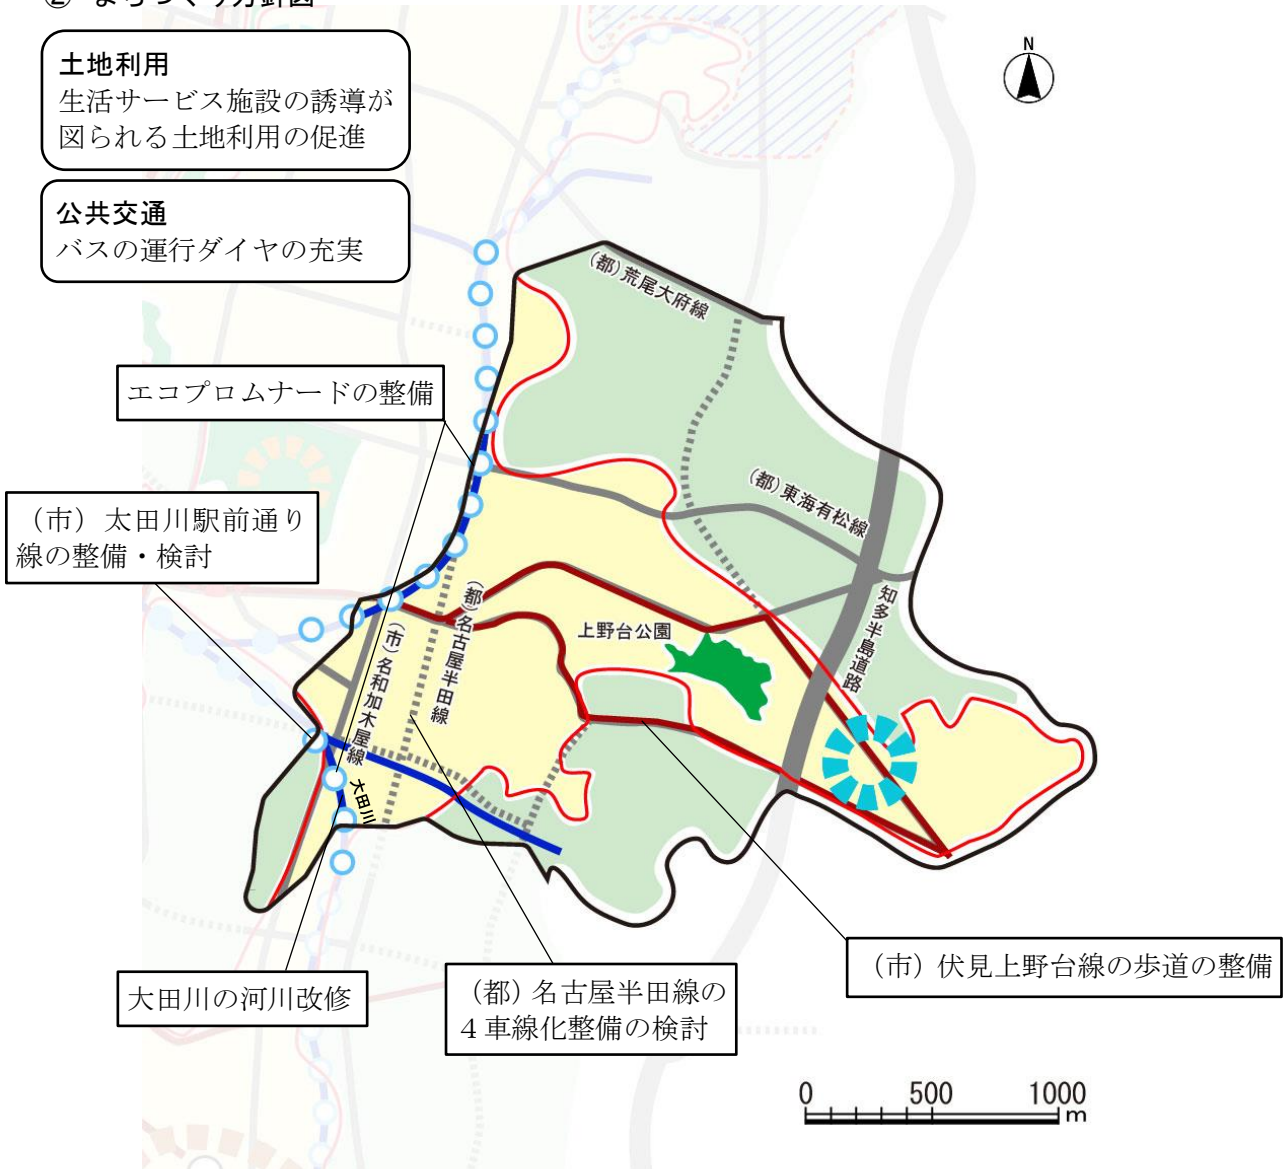 ② まちづくり方針図
N
土地利用
生活サービス施設の誘導が
図られる土地利用の促進
公共交通
バスの運行ダイヤの充実
(都)荒尾大府線
エコプロムナードの整備
(都)東海有松線
(市)太田川駅前通り
線の整備・検討
知多半島道路
(都)名古屋半田線
上野台公園
(市)名和加木屋線
大田川
(市)伏見上野台線の歩道の整備
大田川の河川改修
(都)名古屋半田線の
4車線化整備の検討
0 500 1000
m